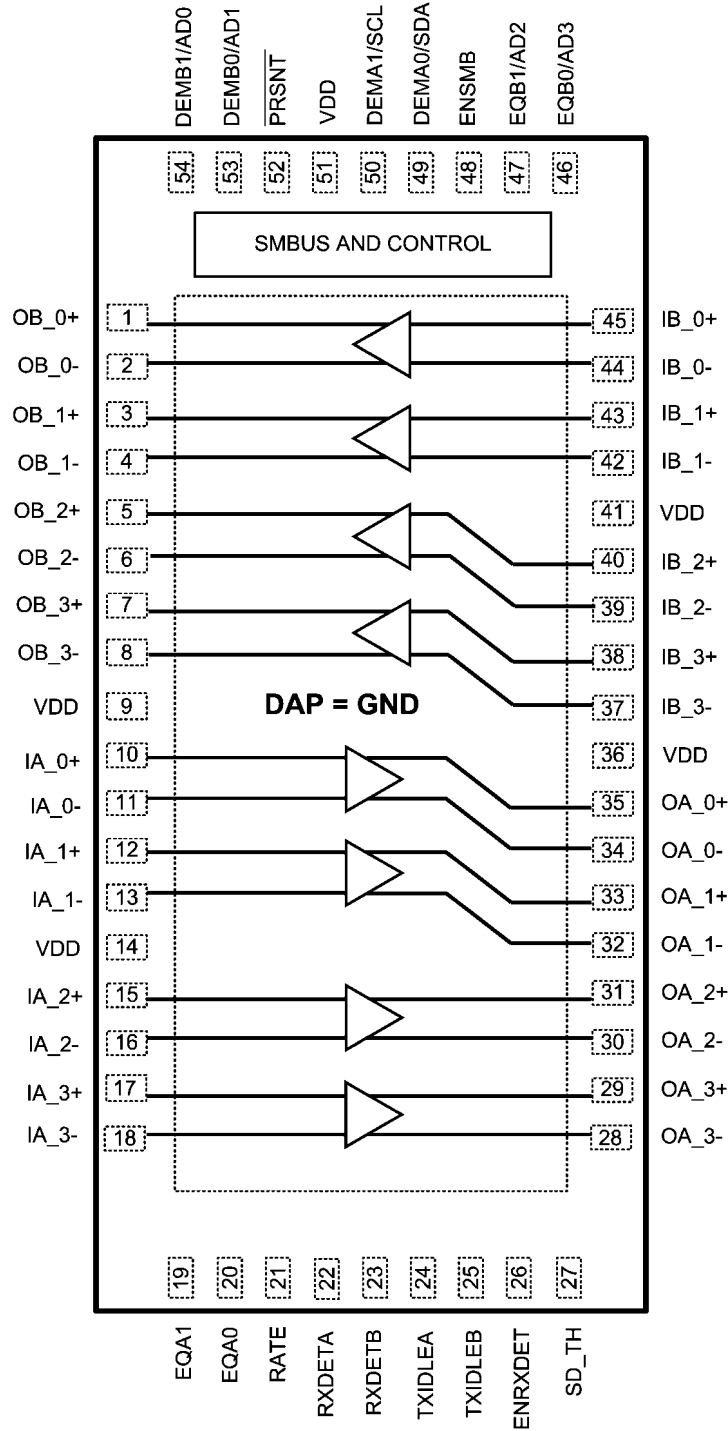 DEMB1/AD0
DEMB0/AD1
PRSNT
VDD
DEMA1/SCL
DEMA0/SDA
ENSMB
EQB1/AD2
EQB0/AD3
54
53
52
51
50
49
48
47
46
SMBUS AND CONTROL
OB_0+ 1 45 IB_0+
OB_0- 2 44 IB_0-
OB_1+ 3 43 IB_1+
OB_1- 4 42 IB_1-
OB_2+ 5 41 VDD
OB_2- 6 40 IB_2+
OB_3+ 7 39 IB_2-
OB_3- 8 38 IB_3+
VDD 9 DAP = GND 37 IB_3-
IA_0+ 10 36 VDD
IA_0- 11 35 OA_0+
IA_1+ 12 34 OA_0-
IA_1- 13 33 OA_1+
VDD 14 32 OA_1-
IA_2+ 15 31 OA_2+
IA_2- 16 30 OA_2-
IA_3+ 17 29 OA_3+
IA_3- 18 28 OA_3-
19
20
21
22
23
24
25
26
27
EQA1
EQA0
RATE
RXDETA
RXDETB
TXIDLEA
TXIDLEB
ENRXDET
SD_TH